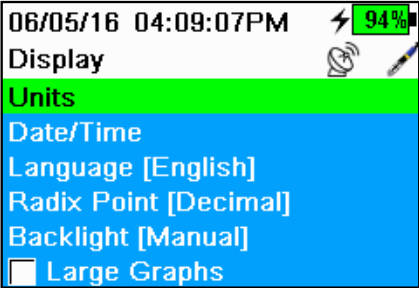 06/05/16 04:09:07PM 94%
Display
Units
Date/Time
Language [English]
Radix Point [Decimal]
Backlight [Manual]
Large Graphs